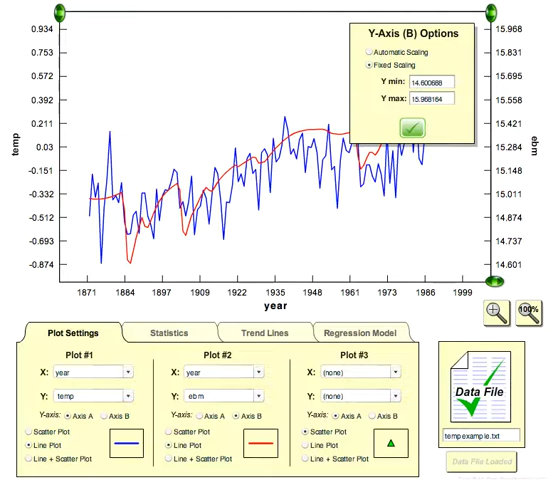 0.934
0.753
0.572
0.392
0.211
0.03
-0.151
-0.332
-0.512
-0.693
-0.874
temp
15.968
15.831
15.695
15.558
15.421
15.284
15.148
15.011
14.874
14.737
14.601
ebm
Y-Axis (B) Options
Automatic Scaling
Fixed Scaling
Y min: 14.600688
Y max: 15.968164
1871 1884 1897 1909 1922 1935 1948 1961 1973 1986 1999
year
100%
Plot Settings Statistics Trend Lines Regression Model
Plot #1 Plot #2 Plot #3
X: year X: year X: (none)
Y: temp Y: ebm Y: (none)
Y-axis: Axis A Axis B Y-axis: Axis A Axis B Y-axis: Axis A Axis B
Scatter Plot Scatter Plot Scatter Plot
Line Plot Line Plot Line Plot
Line + Scatter Plot Line + Scatter Plot Line + Scatter Plot
Data File
tempexample.txt
Data File Loaded